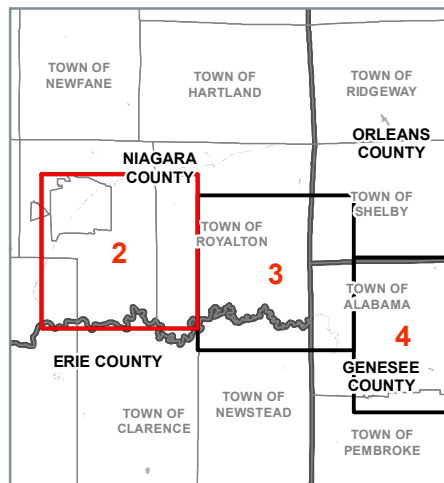 TOWN OF
NEWFANE
TOWN OF
HARTLAND
TOWN OF
RIDGEWAY
ORLEANS
COUNTY
NIAGARA
COUNTY
TOWN OF
SHELBY
TOWN OF
ROYALTON
2
3
TOWN OF
ALABAMA
4
ERIE COUNTY
GENESEE
COUNTY
TOWN OF
CLARENCE
TOWN OF
NEWSTEAD
TOWN OF
PEMBROKE